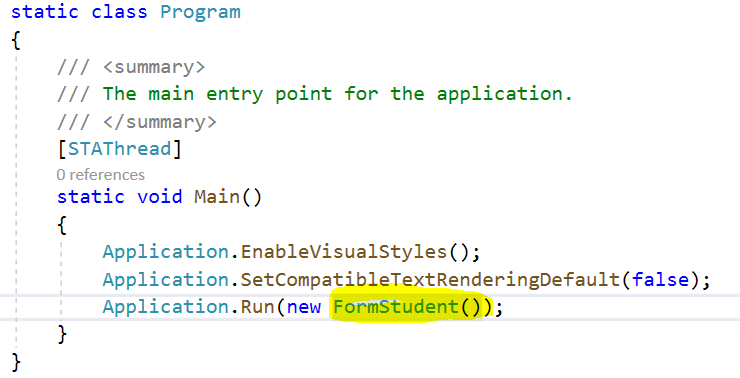 static class Program
{
/// <summary>
/// The main entry point for the application.
/// </summary>
[STAThread]
0 references
static void Main()
{
Application.EnableVisualStyles();
Application.SetCompatibleTextRenderingDefault(false);
Application.Run(new FormStudent());
}
}